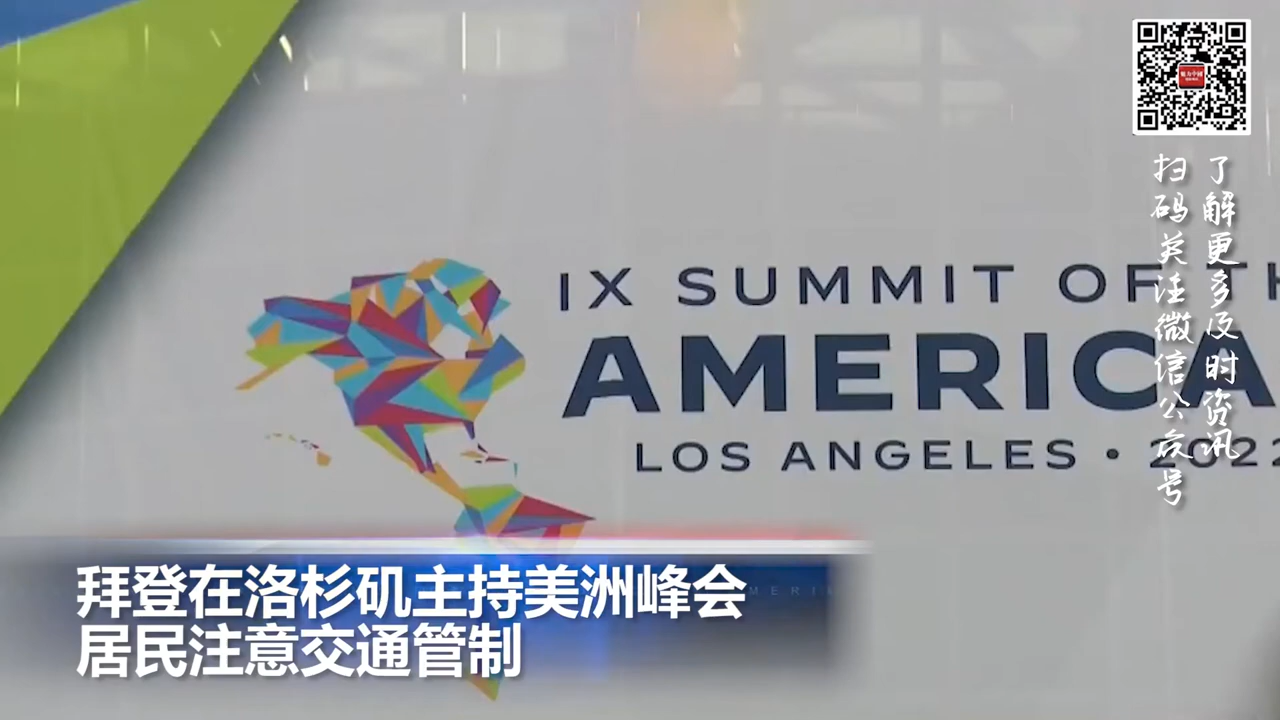 IX SUMMIT OF TH
AMERICA
LOS ANGELES • 2022
了解更多及时资讯
扫码关注微信公众号
拜登在洛杉矶主持美洲峰会
居民注意交通管制